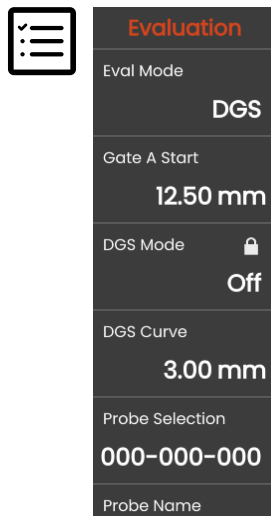 Evaluation
Eval Mode
DGS
Gate A Start
12.50 mm
DGS Mode
Off
DGS Curve
3.00 mm
Probe Selection
000-000-000
Probe Name